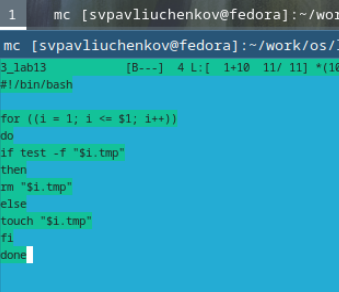 1 mc [svpavliuchenkov@fedora]:~/wor
mc [svpavliuchenkov@fedora]:~/work/os/
3_lab13 [B---] 4 L:[ 1+10 11/ 11] *(10
#!/bin/bash
for ((i = 1; i <= $1; i++))
do
if test -f "$i.tmp"
then
rm "$i.tmp"
else
touch "$i.tmp"
fi
done